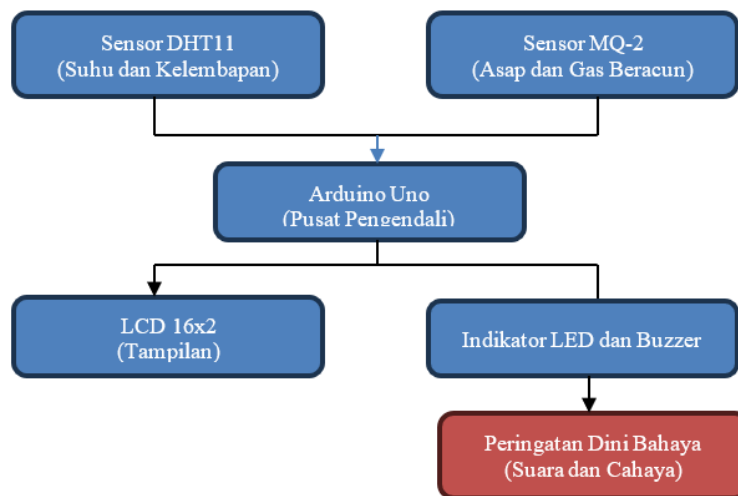 Sensor DHT11
(Suhu dan Kelembapan)
Sensor MQ-2
(Asap dan Gas Beracun)
Arduino Uno
(Pusat Pengendali)
LCD 16x2
(Tampilan)
Indikator LED dan Buzzer
Peringatan Dini Bahaya
(Suara dan Cahaya)